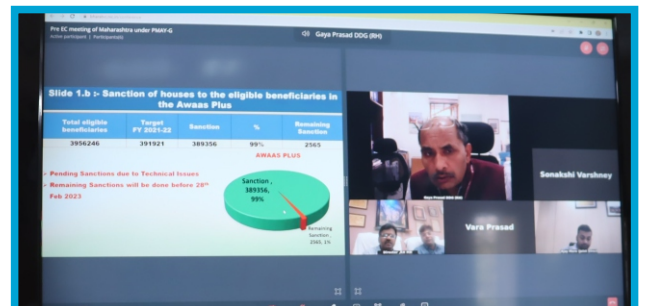 Pre EC meeting of Maharashtra under PMAY-G
Gaya Prasad DDG (RH)
Slide 1.b :- Sanction of houses to the eligible beneficiaries in
the Awaas Plus
Total eligible beneficiaries Target FY 2021-22 Sanction % Remaining Sanction
3956246 391921 389356 99% 2565
AWAAS PLUS
Pending Sanctions due to Technical Issues
Remaining Sanctions will be done before 28th
Feb 2023
Sanction ,
389356,
99%
Remaining
Sanction ,
2565, 1%
Sonakshi Varshney
Vara Prasad